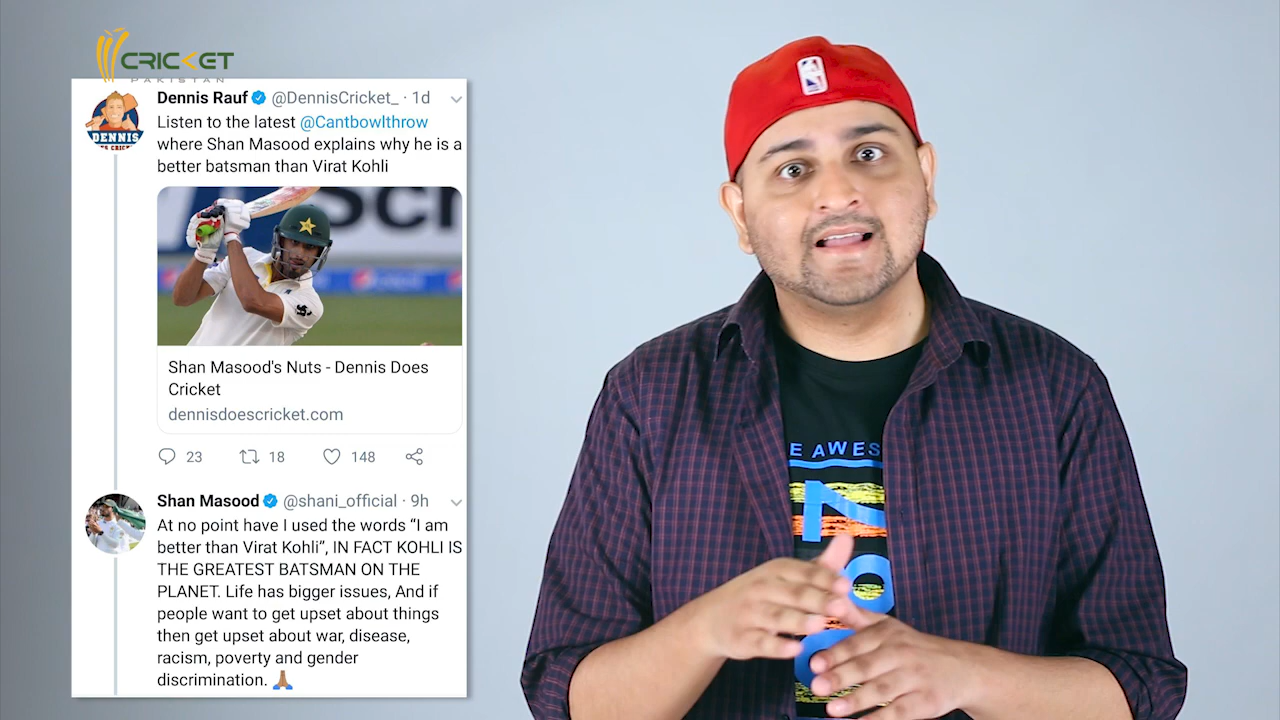 CRICKET
PAKISTAN
Dennis Rauf @DennisCricket_ · 1d
Listen to the latest @Cantbowlthrow
where Shan Masood explains why he is a
better batsman than Virat Kohli
DENNIS
Shan Masood's Nuts - Dennis Does
Cricket
dennisdoescricket.com
23 18 148
Shan Masood @shani_official · 9h
At no point have I used the words “I am
better than Virat Kohli”, IN FACT KOHLI IS
THE GREATEST BATSMAN ON THE
PLANET. Life has bigger issues, And if
people want to get upset about things
then get upset about war, disease,
racism, poverty and gender
discrimination. 🙏🏾
E AWES